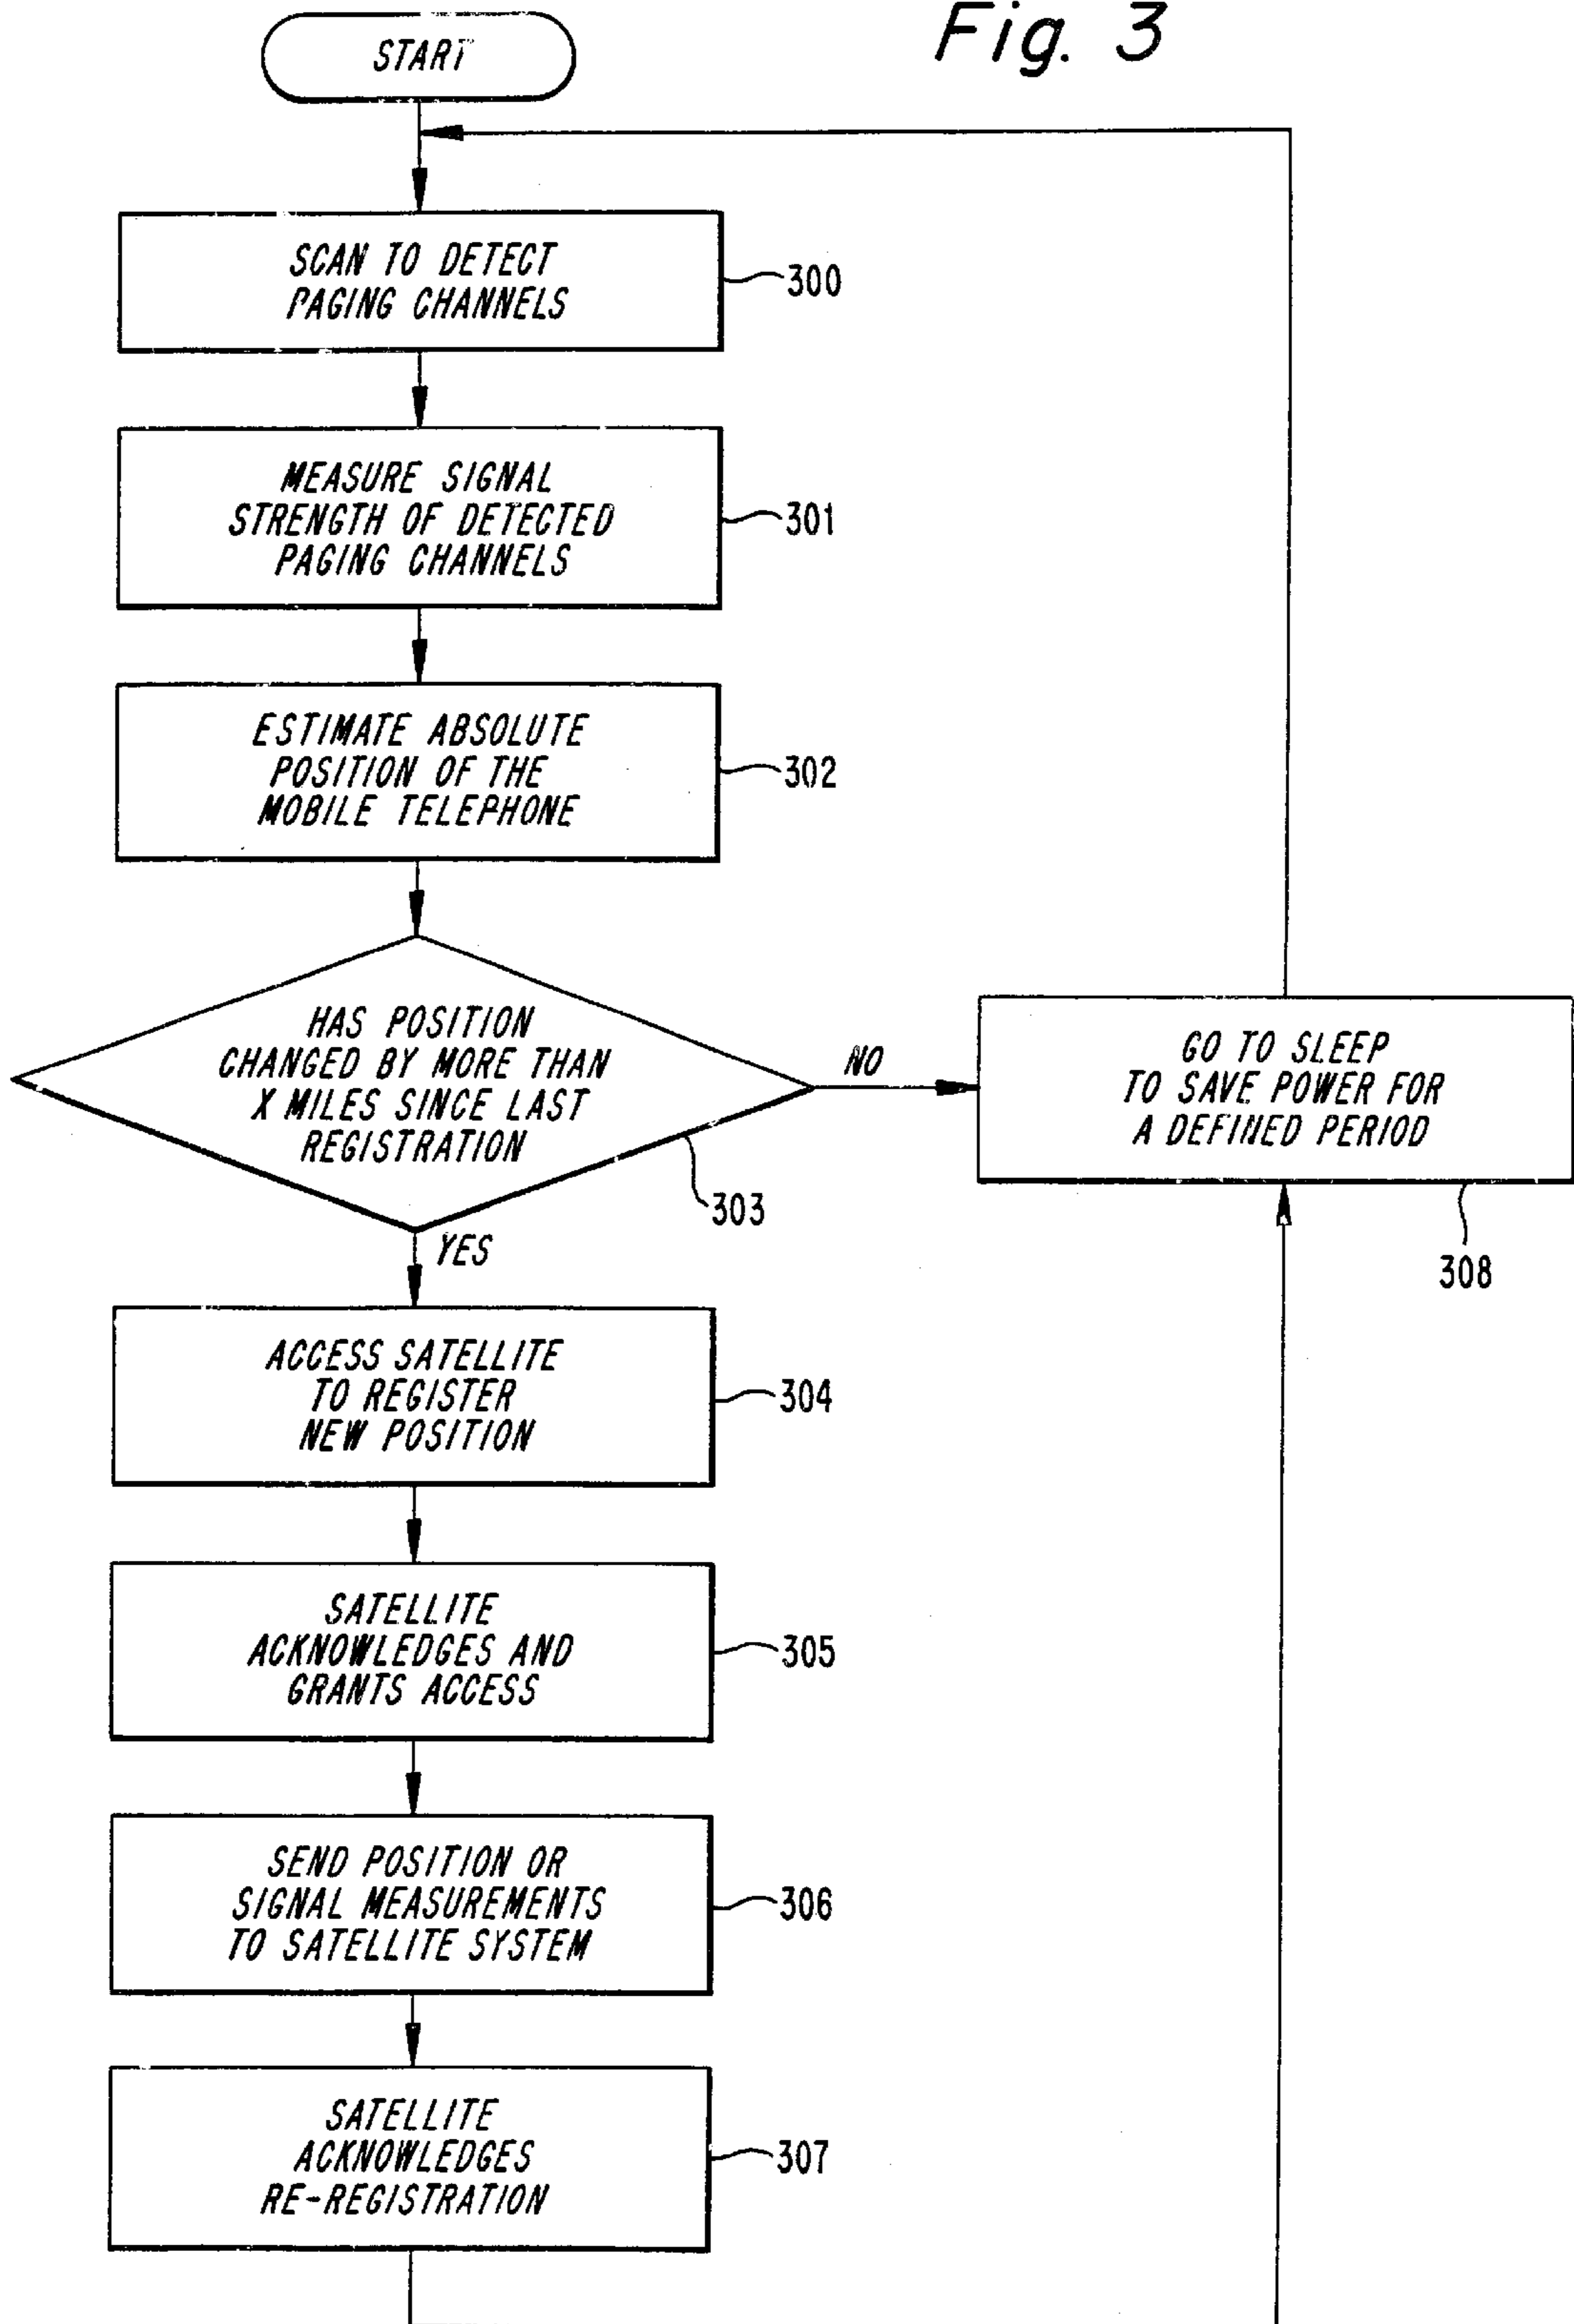 Fig. 3
START
SCAN TO DETECT
PAGING CHANNELS
300
MEASURE SIGNAL
STRENGTH OF DETECTED
PAGING CHANNELS
301
ESTIMATE ABSOLUTE
POSITION OF THE
MOBILE TELEPHONE
302
HAS POSITION
CHANGED BY MORE THAN
X MILES SINCE LAST
REGISTRATION
303
NO
GO TO SLEEP
TO SAVE POWER FOR
A DEFINED PERIOD
308
YES
ACCESS SATELLITE
TO REGISTER
NEW POSITION
304
SATELLITE
ACKNOWLEDGES AND
GRANTS ACCESS
305
SEND POSITION OR
SIGNAL MEASUREMENTS
TO SATELLITE SYSTEM
306
SATELLITE
ACKNOWLEDGES
RE-REGISTRATION
307